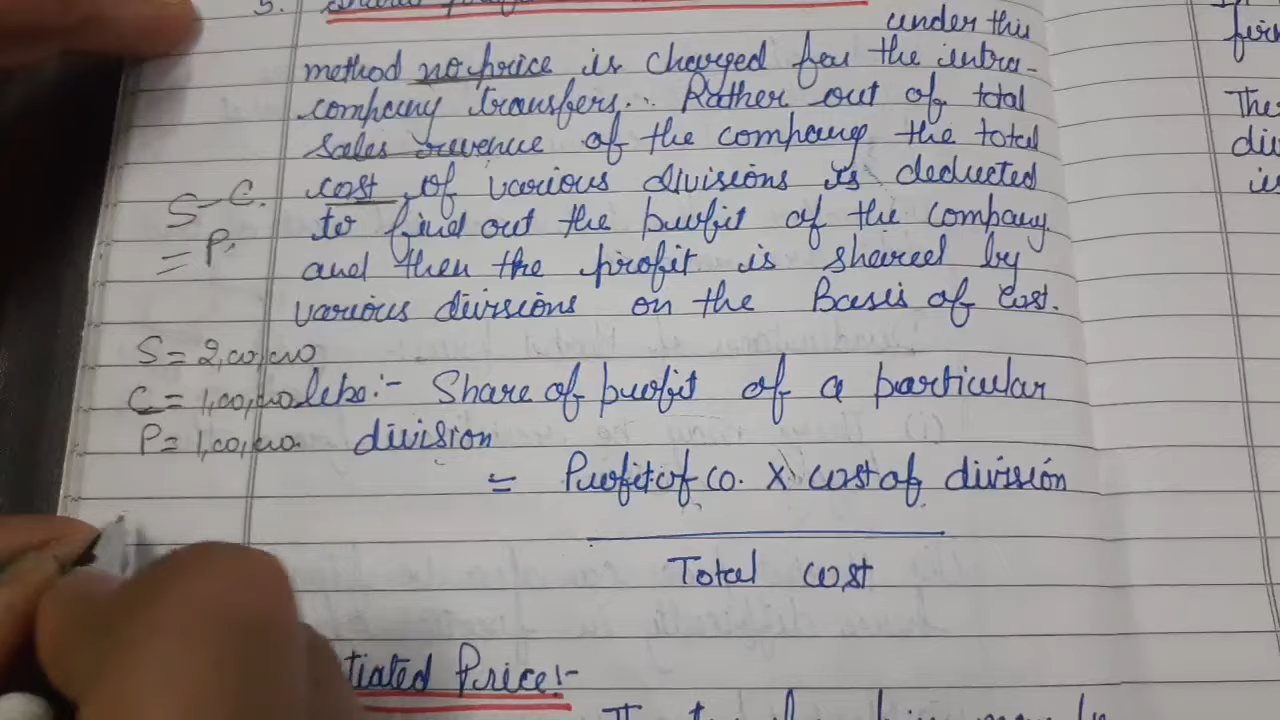 5.
under this
method no price is charged for the intra-
company transfers.. Rather out of total
sales revenue of the company the total
cost of various divisions is deducted
to find out the profit of the company
and then the profit is shared by
various divisions on the Basis of Cost.
S - C.
= P.
S = 2,00,000
C = 1,00,000
P = 1,00,000.
:- Share of profit of a particular
division
= Profit of co. X cost of division
Total cost
tiated Price:-
The